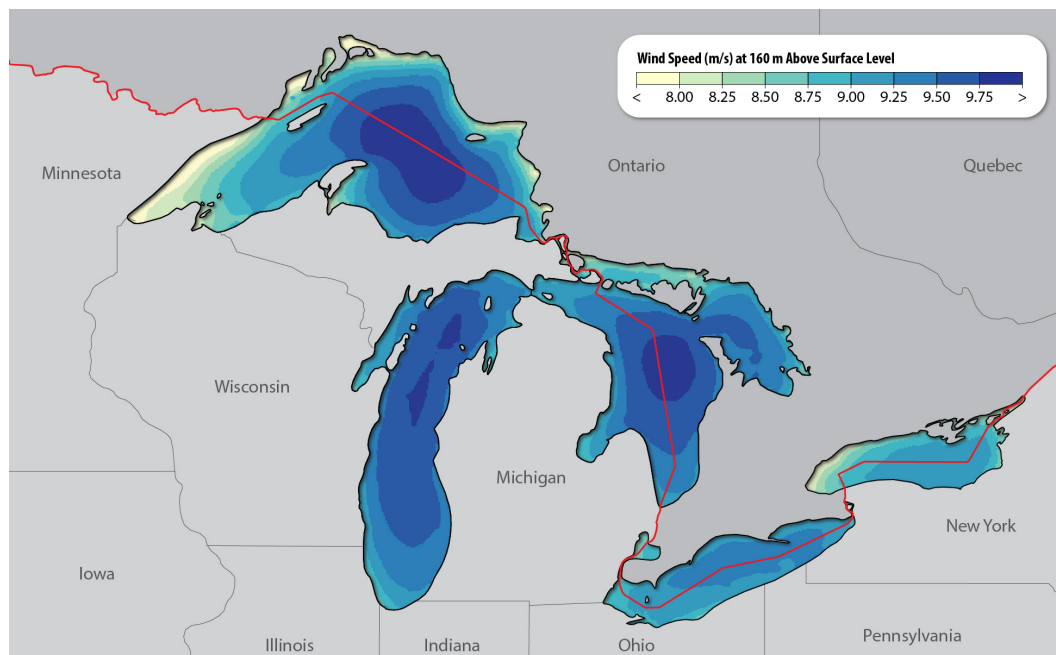 Wind Speed (m/s) at 160 m Above Surface Level
< 8.00 8.25 8.50 8.75 9.00 9.25 9.50 9.75 >
Minnesota
Ontario
Quebec
Wisconsin
Michigan
New York
Iowa
Illinois
Indiana
Ohio
Pennsylvania